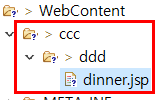 > WebContent
ccc
ddd
dinner.jsp
META-INF